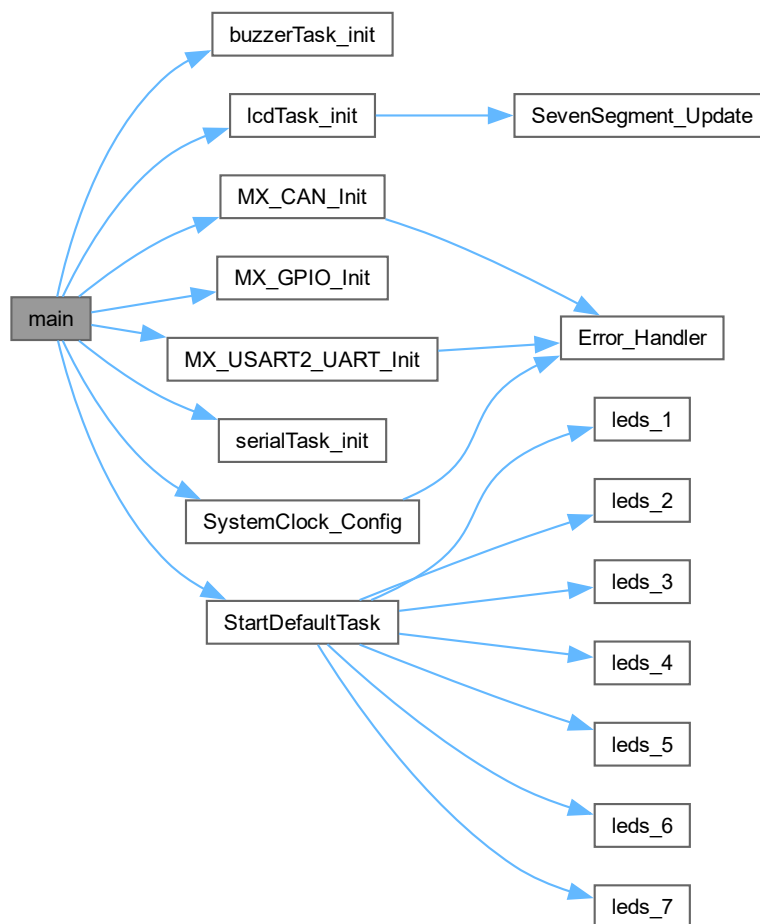 buzzerTask_init
lcdTask_init
SevenSegment_Update
MX_CAN_Init
MX_GPIO_Init
main
Error_Handler
MX_USART2_UART_Init
leds_1
serialTask_init
leds_2
SystemClock_Config
leds_3
StartDefaultTask
leds_4
leds_5
leds_6
leds_7